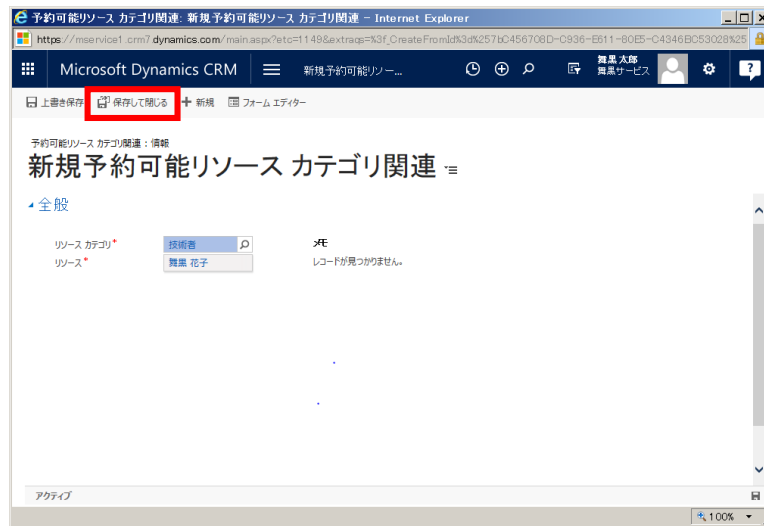 予約可能リソース カテゴリ関連: 新規予約可能リソース カテゴリ関連 - Internet Explorer
https://mservice1.crm7.dynamics.com/main.aspx?etc=1149&extraqs=%3f_CreateFromId%3d%257bC456708D-C936-E611-80E5-C4346BC53028%25
Microsoft Dynamics CRM 新規予約可能リソー... 舞黒 太郎
舞黒サービス ?
上書き保存 保存して閉じる 新規 フォーム エディター
予約可能リソース カテゴリ関連 : 情報
新規予約可能リソース カテゴリ関連
全般
リソース カテゴリ* 技術者 メモ
リソース* 舞黒 花子 レコードが見つかりません。
アクティブ
100%